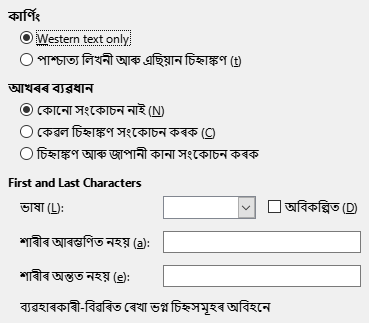 কাৰ্ণিং
Western text only
পাশ্চাত্য লিখনী আৰু এছিয়ান চিহ্নাঙ্কণ (t)
আখৰৰ ব্যৱধান
কোনো সংকোচন নাই (N)
কেৱল চিহ্নাঙ্কণ সংকোচন কৰক (C)
চিহ্নাঙ্কণ আৰু জাপানী কানা সংকোচন কৰক
First and Last Characters
ভাষা (L):
অবিকল্পিত (D)
শাৰীৰ আৰম্ভণিত নহয় (a):
শাৰীৰ অন্তত নহয় (e):
ব্যৱহাৰকাৰী-বিৱৰিত ৰেখা ভগ্ন চিহ্নসমূহৰ অবিহনে